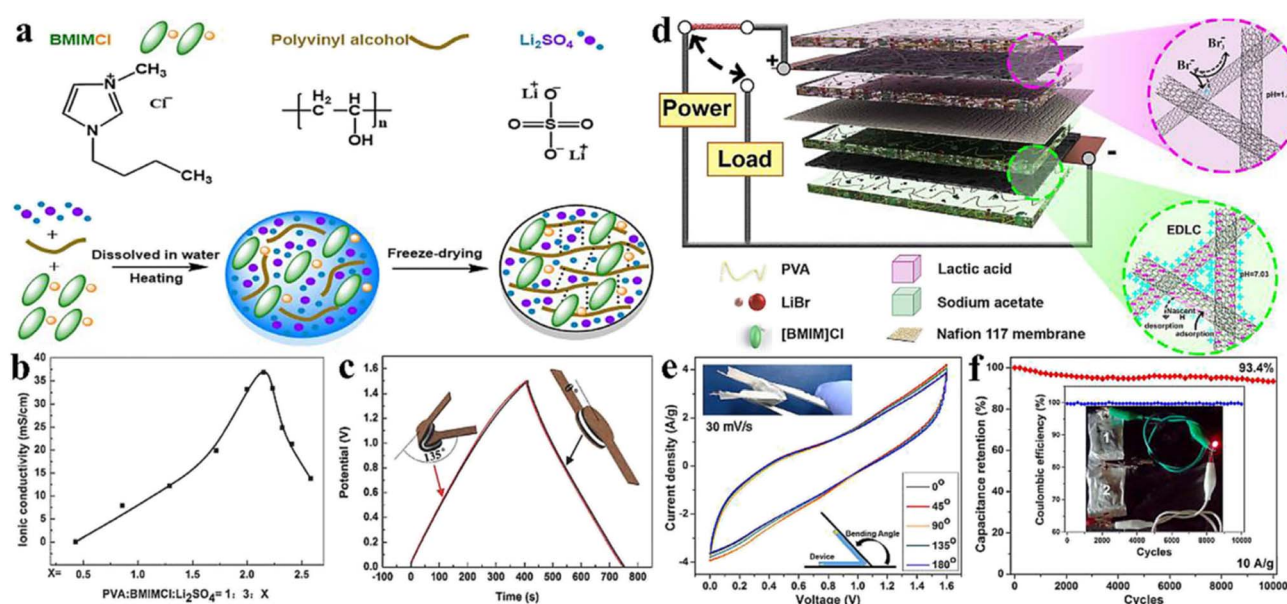 a
BMIMCl
Polyvinyl alcohol
Li2SO4
CH3
N+
N
Cl−
CH3
H2
C
H
C
n
OH
Li+ O−
O=S=O
O− Li+
+
+
Dissolved in water
Heating
Freeze-drying
b
Ionic conductivity (mS/cm)
40
35
30
25
20
15
10
5
0
X=
0.5
1.0
1.5
2.0
2.5
PVA:BMIMCl:Li2SO4= 1: 3: X
c
Potential (V)
1.6
1.4
1.2
1.0
0.8
0.6
0.4
0.2
0.0
135°
0°
-100 0 100 200 300 400 500 600 700 800
Time (s)
d
+
-
Power
Load
Br−
Br3−
EDLC
pH=7.03
Nascent
H
desorption
adsorption
PVA
LiBr
[BMIM]Cl
Lactic acid
Sodium acetate
Nafion 117 membrane
e
Current density (A/g)
4
2
0
-2
-4
30 mV/s
0°
45°
90°
135°
180°
Bending Angle
Device
0.0 0.2 0.4 0.6 0.8 1.0 1.2 1.4 1.6
Voltage (V)
f
Capacitance retention (%)
100
80
60
40
20
0
93.4%
Coulombic efficiency (%)
100
80
60
40
20
0
1
2
0 2000 4000 6000 8000 10000
Cycles
10 A/g
0 2000 4000 6000 8000 10000
Cycles